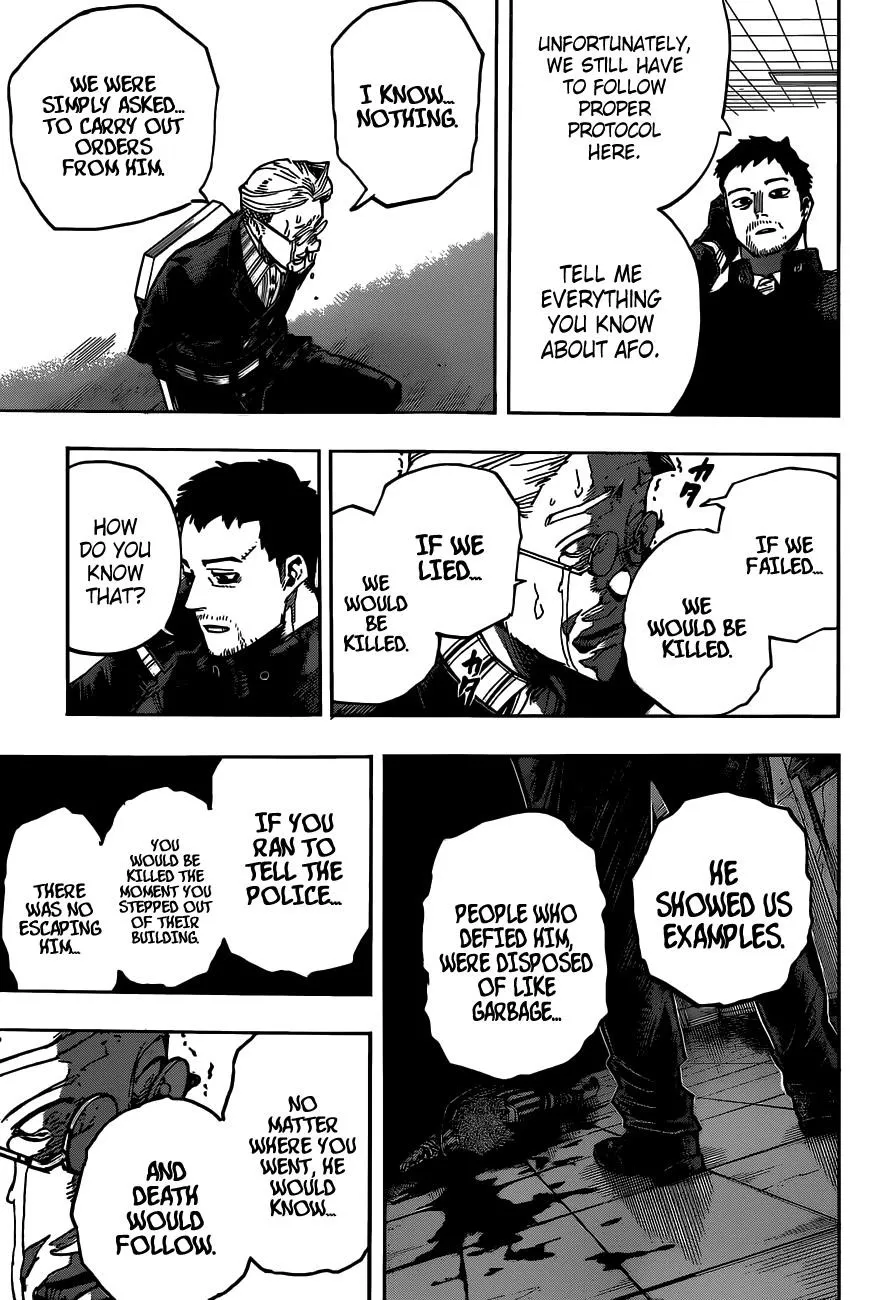 UNFORTUNATELY,
WE STILL HAVE
TO FOLLOW
PROPER
PROTOCOL
HERE.
TELL ME
EVERYTHING
YOU KNOW
ABOUT AFO.
I KNOW...
NOTHING.
WE WERE
SIMPLY ASKED...
TO CARRY OUT
ORDERS
FROM HIM.
IF WE
FAILED...
WE
WOULD BE
KILLED.
カタ
IF WE
LIED...
WE
WOULD
BE
KILLED.
カタ
HOW
DO YOU
KNOW
THAT?
HE
SHOWED US
EXAMPLES.
PEOPLE WHO
DEFIED HIM,
WERE DISPOSED
OF LIKE
GARBAGE...
IF YOU
RAN TO
TELL THE
POLICE...
YOU
WOULD BE
KILLED THE
MOMENT YOU
STEPPED OUT
OF THEIR
BUILDING.
THERE
WAS NO
ESCAPING
HIM...
NO
MATTER
WHERE YOU
WENT, HE
WOULD
KNOW...
AND
DEATH
WOULD
FOLLOW.